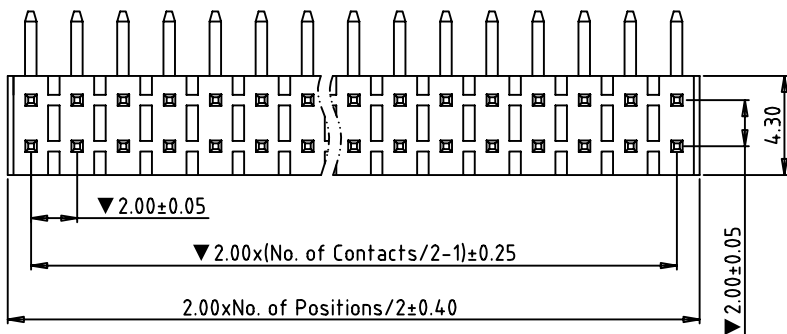 4.30
▼2.00±0.05
▼2.00x(No. of Contacts/2-1)±0.25
2.00xNo. of Positions/2±0.40
▼2.00±0.05